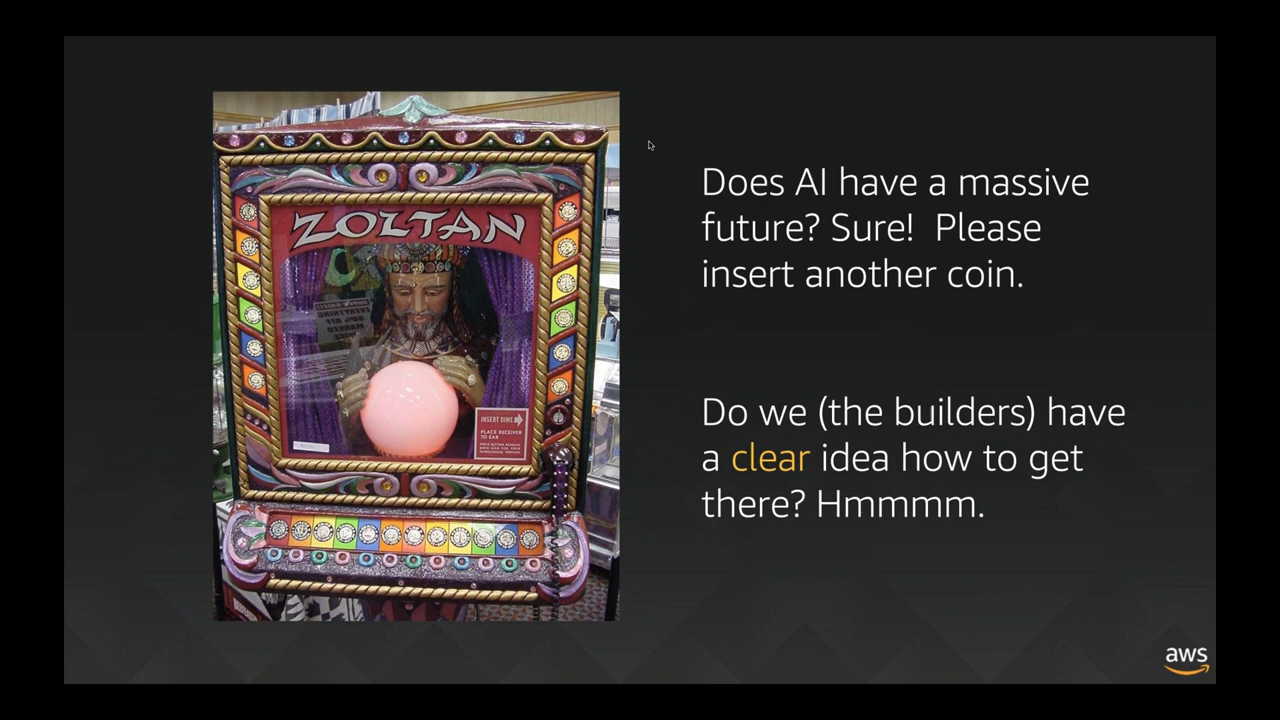 ZOLTAN
INSERT DIME
PLACE RECEIVER
TO EAR
Does AI have a massive
future? Sure!  Please
insert another coin.
Do we (the builders) have
a clear idea how to get
there? Hmmmm.
aws